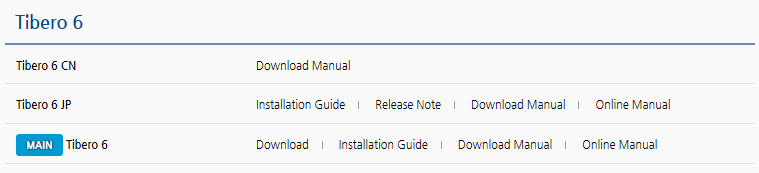 Tibero 6
Tibero 6 CN Download Manual
Tibero 6 JP Installation Guide | Release Note | Download Manual | Online Manual
MAIN Tibero 6 Download | Installation Guide | Download Manual | Online Manual